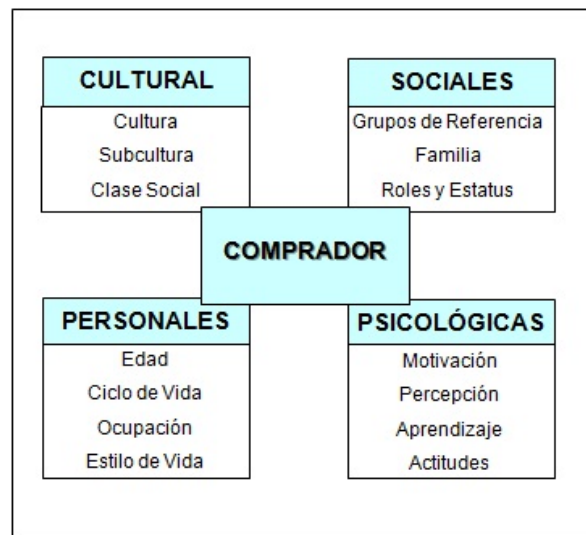 CULTURAL
Cultura
Subcultura
Clase Social
SOCIALES
Grupos de Referencia
Familia
Roles y Estatus
COMPRADOR
PERSONALES
Edad
Ciclo de Vida
Ocupación
Estilo de Vida
PSICOLÓGICAS
Motivación
Percepción
Aprendizaje
Actitudes